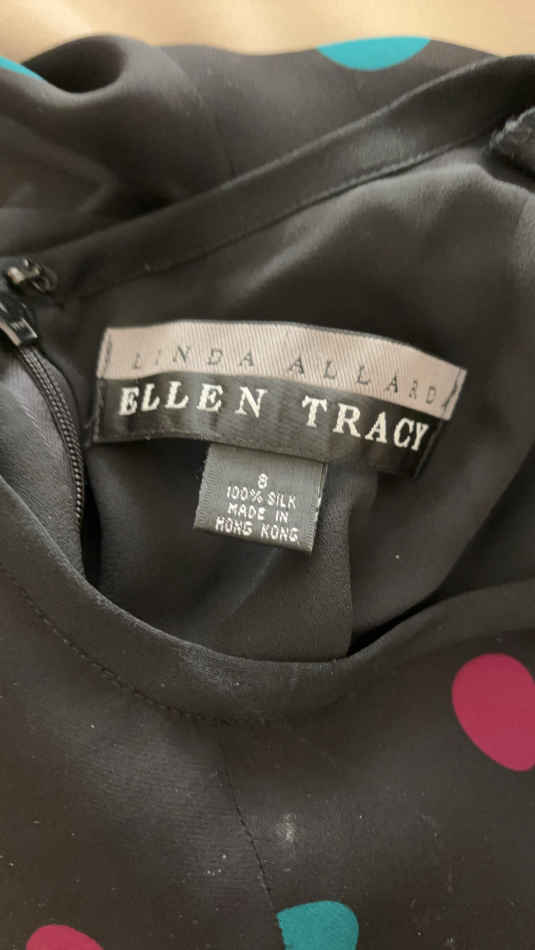 LINDA ALLARD
ELLEN TRACY
8
100% SILK
MADE IN
HONG KONG